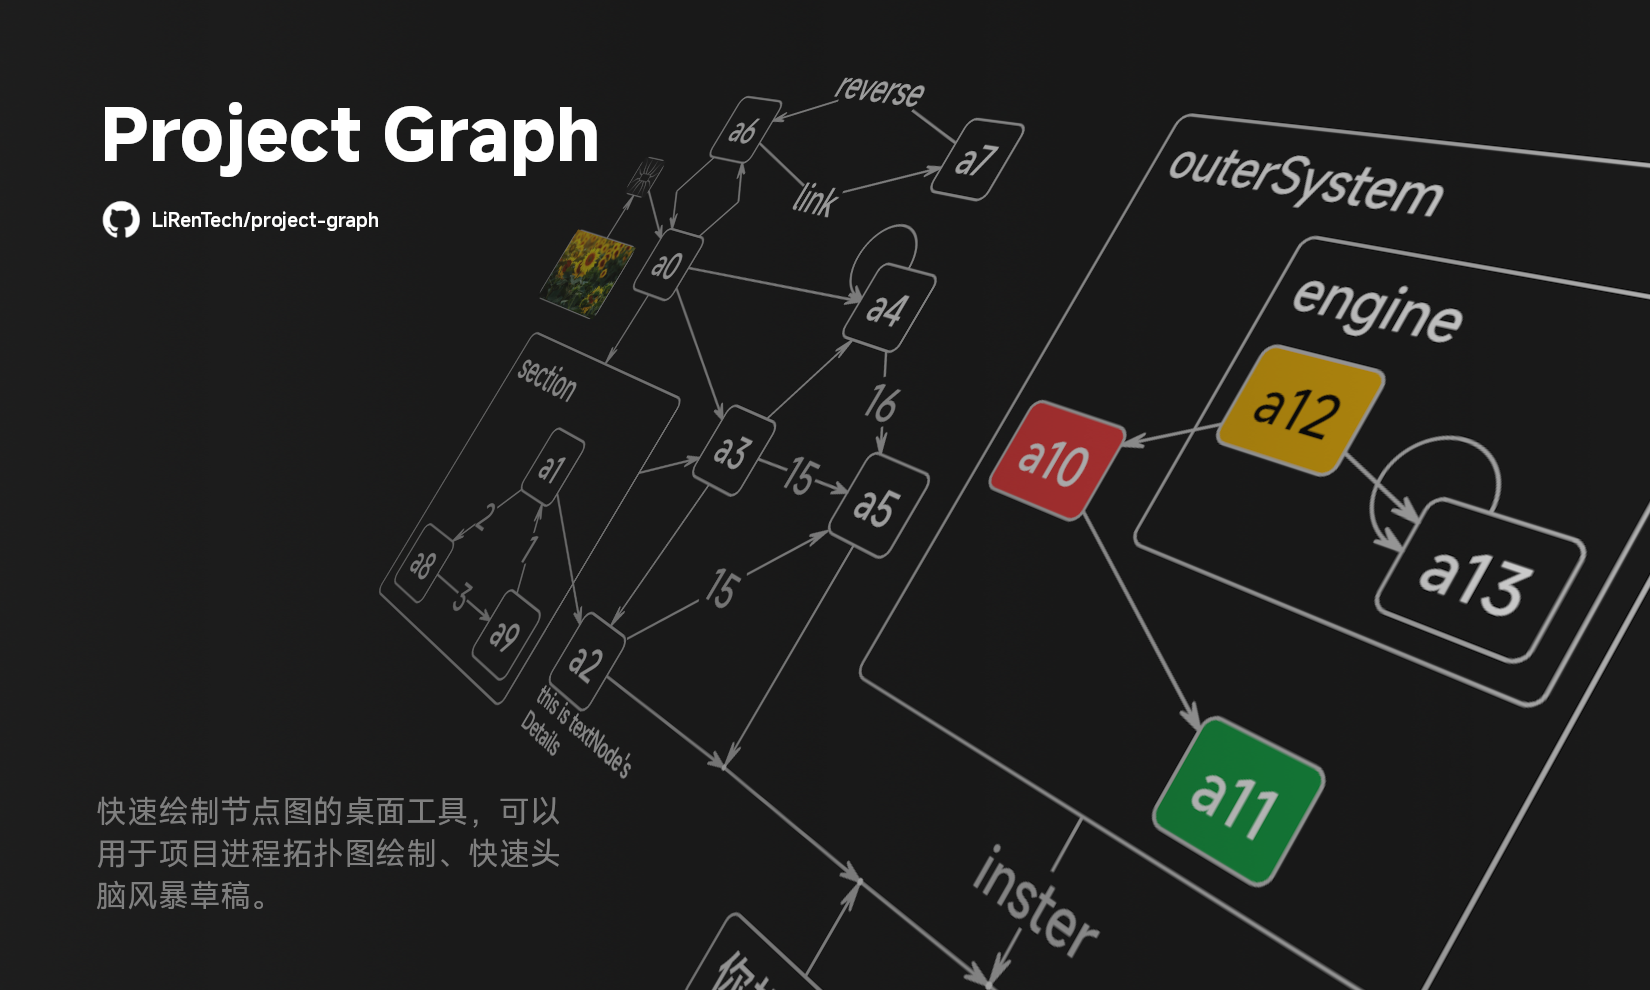 Project Graph
LiRenTech/project-graph
reverse
a6
a7
link
a0
a4
outerSystem
engine
section
16
a12
a3
a10
a1
15
a5
2
1
a13
a8
3
15
a9
a2
this is textNode's
Details
a11
inster
你
快速绘制节点图的桌面工具，可以
用于项目进程拓扑图绘制、快速头
脑风暴草稿。